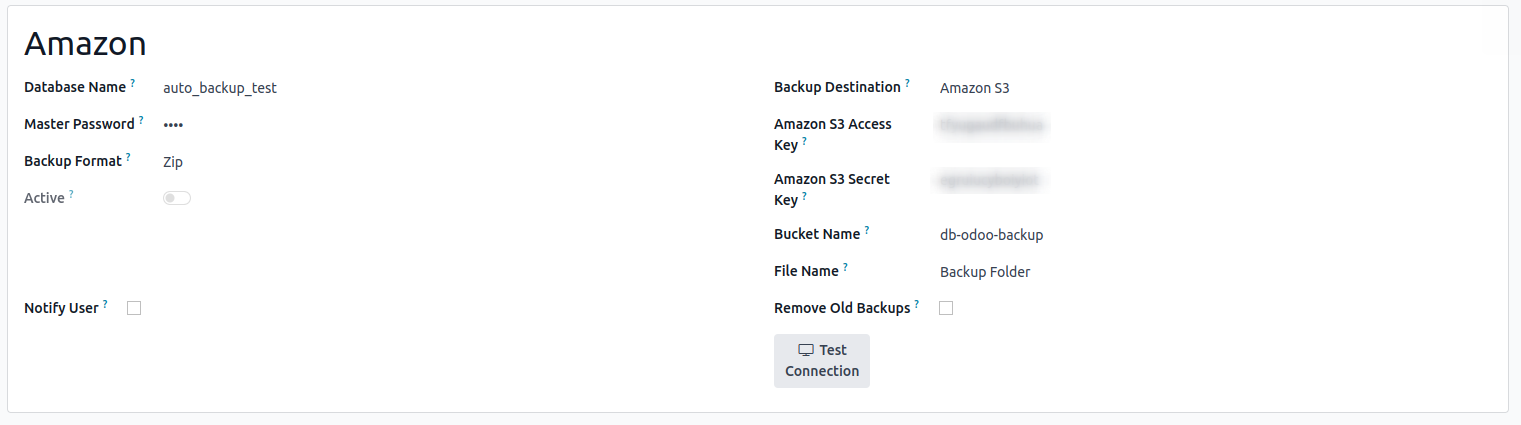 Amazon
Database Name ? auto_backup_test
Master Password ? ••••
Backup Format ? Zip
Active ?
Notify User ?
Backup Destination ? Amazon S3
Amazon S3 Access
Key ?
Amazon S3 Secret
Key ?
Bucket Name ? db-odoo-backup
File Name ? Backup Folder
Remove Old Backups ?
Test
Connection